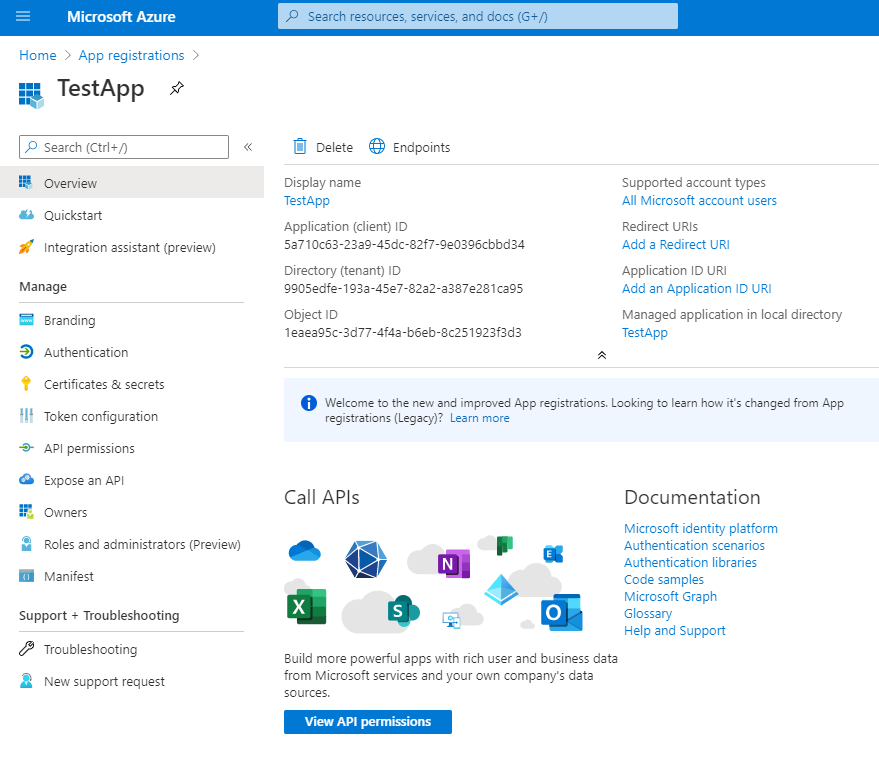 Microsoft Azure
Search resources, services, and docs (G+/)
Home > App registrations >
TestApp
Search (Ctrl+/)
«
Overview
Quickstart
Integration assistant (preview)
Manage
Branding
Authentication
Certificates & secrets
Token configuration
API permissions
Expose an API
Owners
Roles and administrators (Preview)
Manifest
Support + Troubleshooting
Troubleshooting
New support request
Delete
Endpoints
Display name
TestApp
Application (client) ID
5a710c63-23a9-45dc-82f7-9e0396cbbd34
Directory (tenant) ID
9905edfe-193a-45e7-82a2-a387e281ca95
Object ID
1eaea95c-3d77-4f4a-b6eb-8c251923f3d3
Supported account types
All Microsoft account users
Redirect URIs
Add a Redirect URI
Application ID URI
Add an Application ID URI
Managed application in local directory
TestApp
Welcome to the new and improved App registrations. Looking to learn how it's changed from App
registrations (Legacy)? Learn more
Call APIs
N
E
X
S
O
Build more powerful apps with rich user and business data
from Microsoft services and your own company's data
sources.
View API permissions
Documentation
Microsoft identity platform
Authentication scenarios
Authentication libraries
Code samples
Microsoft Graph
Glossary
Help and Support